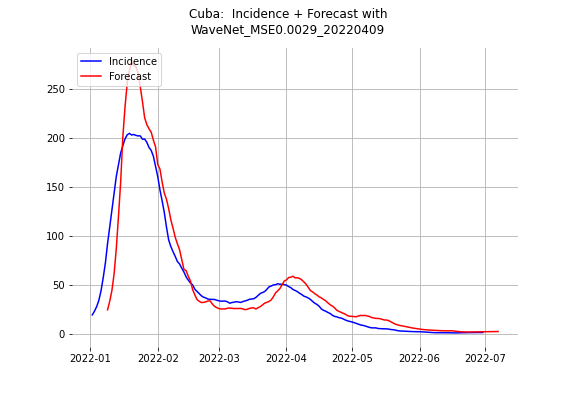 Cuba:  Incidence + Forecast with
WaveNet_MSE0.0029_20220409
Incidence
Forecast
250
200
150
100
50
0
2022-01 2022-02 2022-03 2022-04 2022-05 2022-06 2022-07